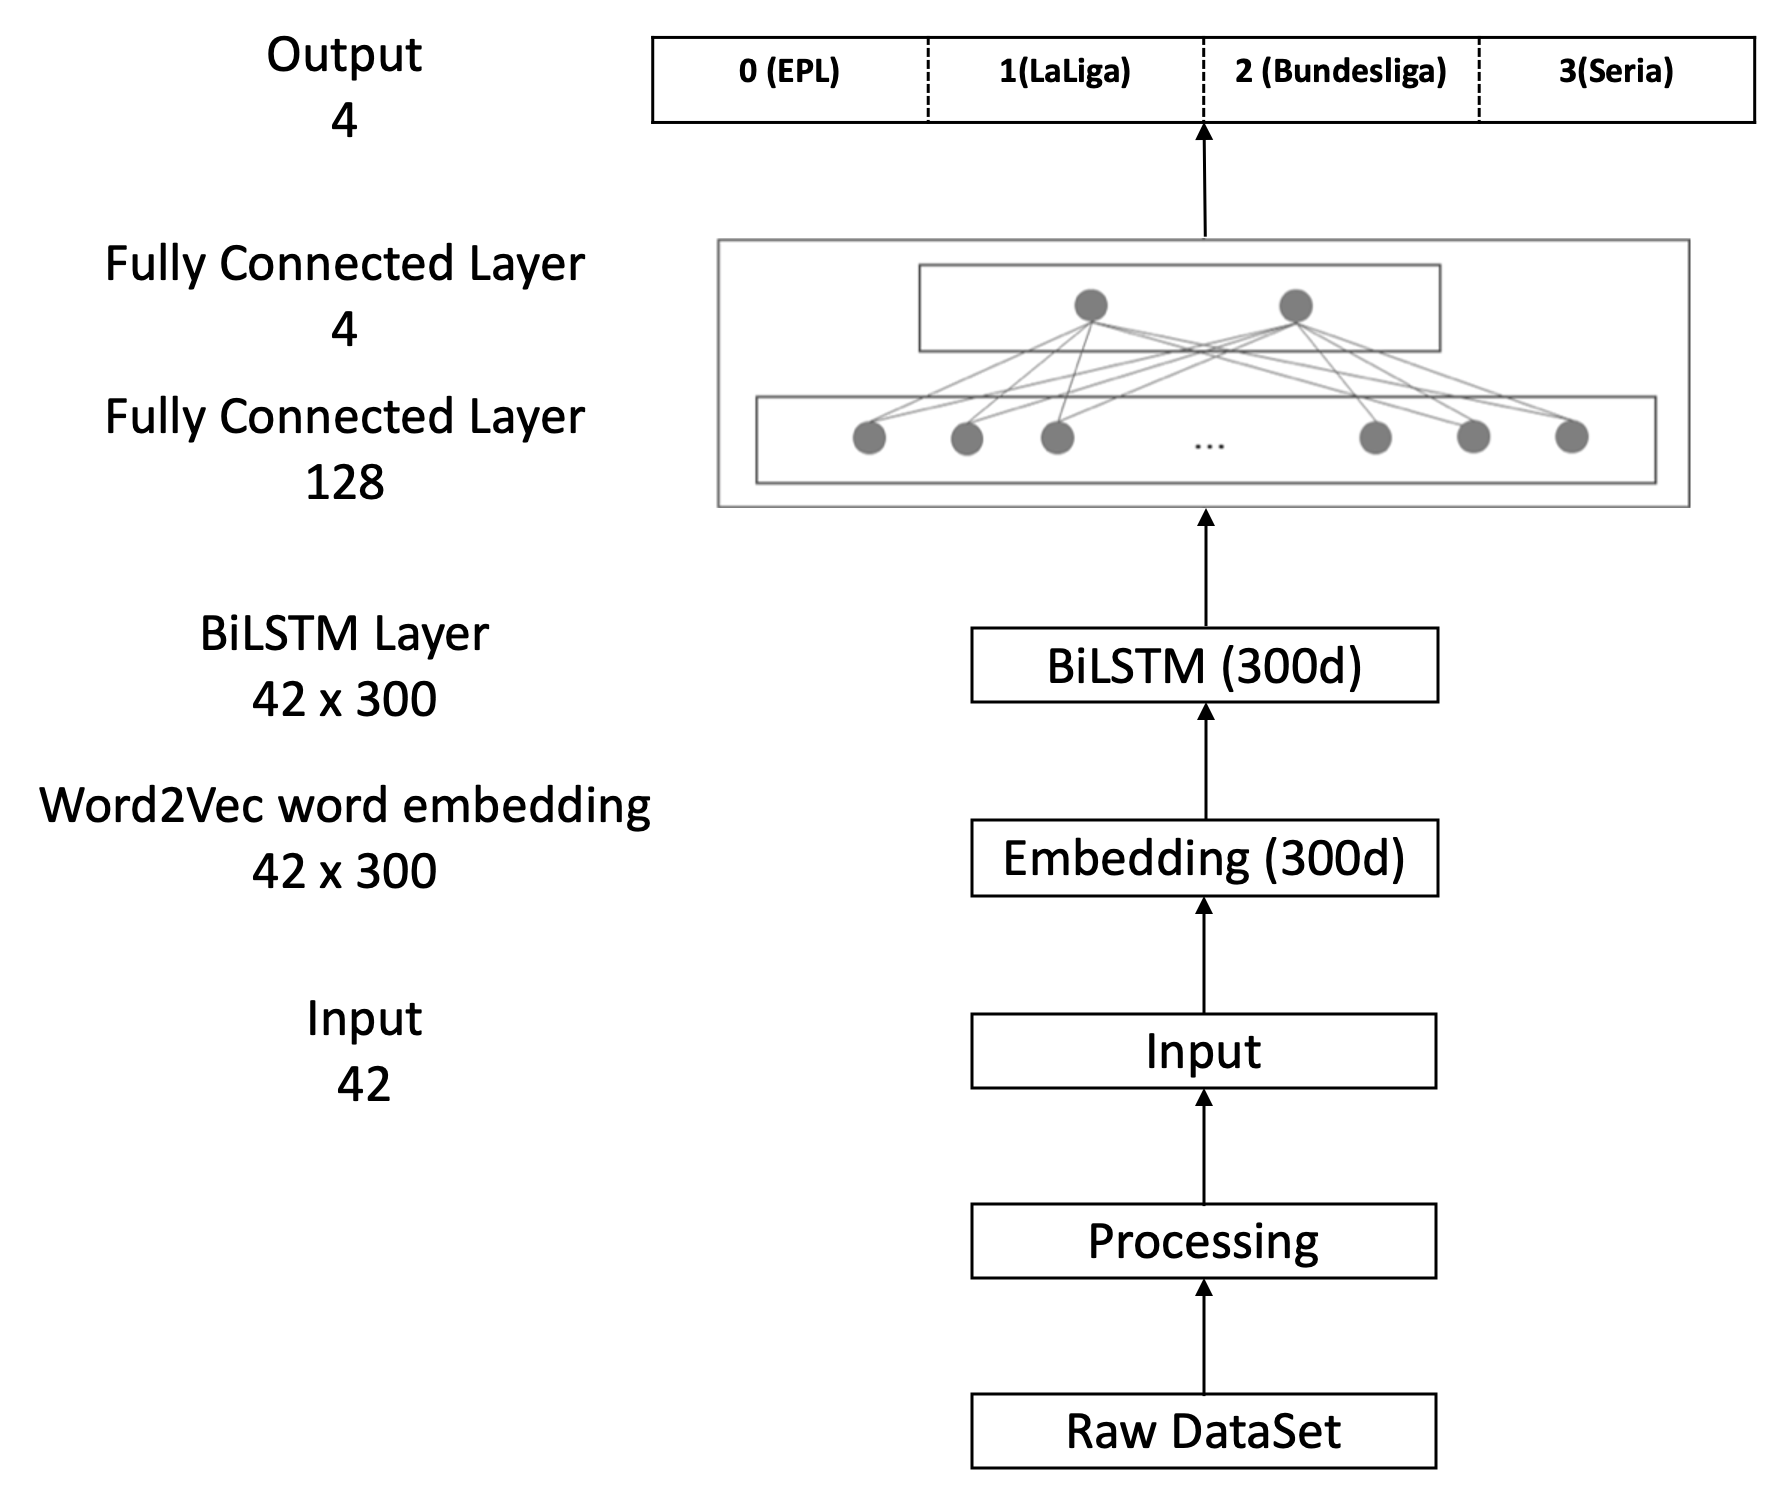 Output
4
0 (EPL)
1(LaLiga)
2 (Bundesliga)
3(Seria)
Fully Connected Layer
4
Fully Connected Layer
128
...
BiLSTM Layer
42 x 300
BiLSTM (300d)
Word2Vec word embedding
42 x 300
Embedding (300d)
Input
42
Input
Processing
Raw DataSet